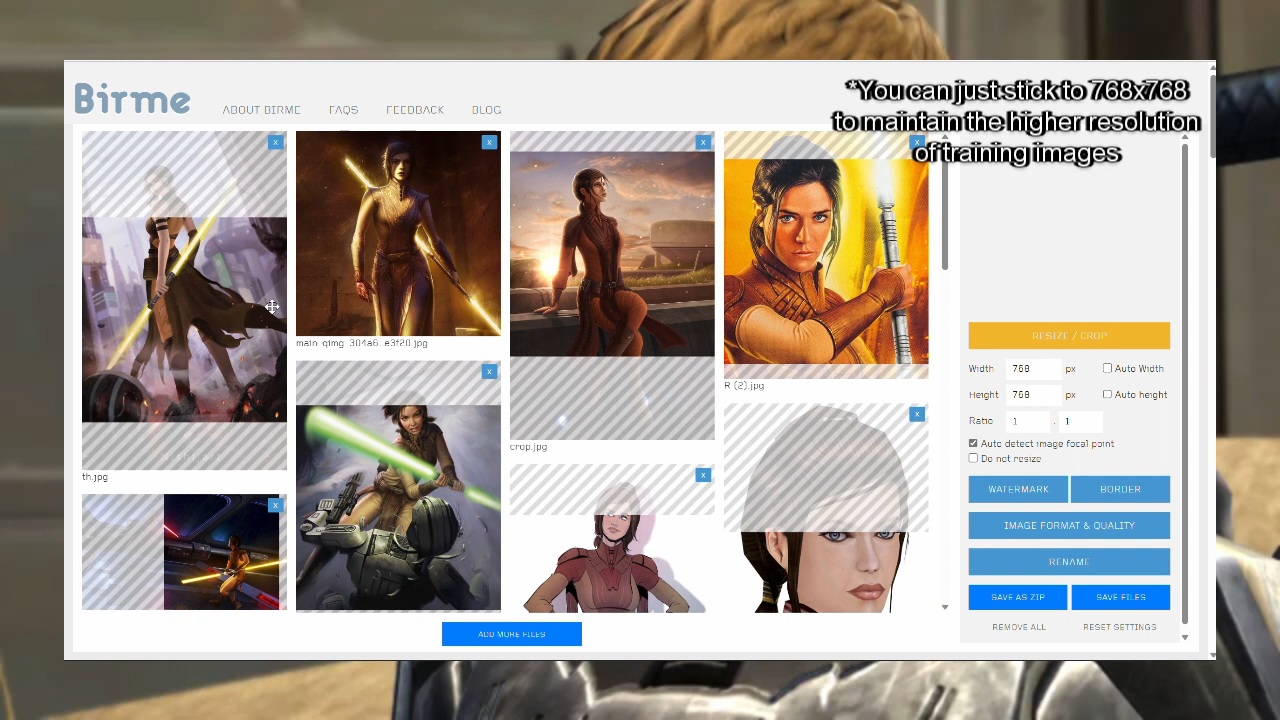 Birme
ABOUT BIRME
FAQS
FEEDBACK
BLOG
*You can just stick to 768x768
to maintain the higher resolution
of training images
x
x
x
x
th.jpg
x
x
crop.jpg
x
R (2).jpg
x
RESIZE / CROP
Width 768 px
Auto Width
Height 768 px
Auto height
Ratio 1 : 1
Auto detect image focal point
Do not resize
WATERMARK
BORDER
IMAGE FORMAT & QUALITY
RENAME
SAVE AS ZIP
SAVE FILES
REMOVE ALL
RESET SETTINGS
ADD MORE FILES